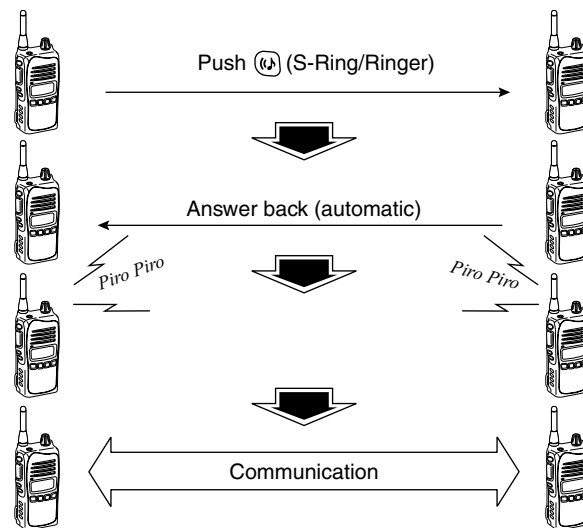 Push (S-Ring/Ringer)
Answer back (automatic)
Piro Piro
Piro Piro
Communication